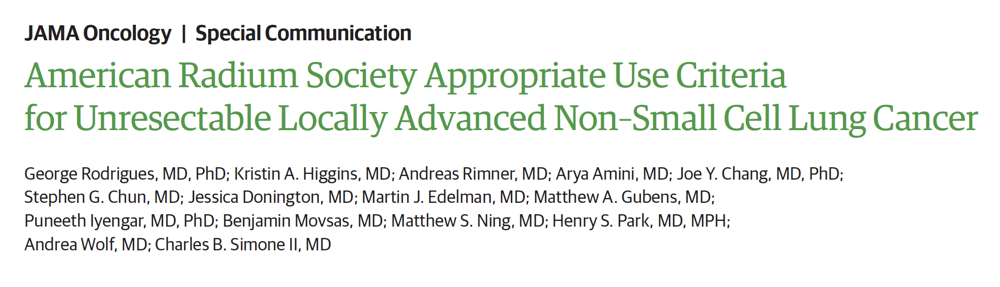 JAMA Oncology | Special Communication
American Radium Society Appropriate Use Criteria
for Unresectable Locally Advanced Non–Small Cell Lung Cancer
George Rodrigues, MD, PhD; Kristin A. Higgins, MD; Andreas Rimner, MD; Arya Amini, MD; Joe Y. Chang, MD, PhD;
Stephen G. Chun, MD; Jessica Donington, MD; Martin J. Edelman, MD; Matthew A. Gubens, MD;
Puneeth Iyengar, MD, PhD; Benjamin Movsas, MD; Matthew S. Ning, MD; Henry S. Park, MD, MPH;
Andrea Wolf, MD; Charles B. Simone II, MD